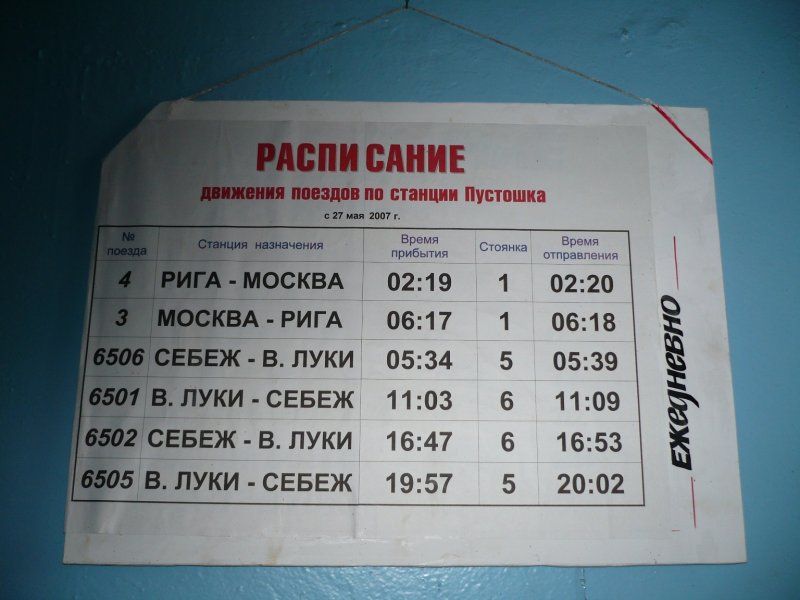 РАСПИ САНИЕ
движения поездов по станции Пустошка
с 27 мая 2007 г.
№ поезда Станция назначения Время прибытия Стоянка Время отправления
4 РИГА - МОСКВА 02:19 1 02:20
3 МОСКВА - РИГА 06:17 1 06:18
6506 СЕБЕЖ - В. ЛУКИ 05:34 5 05:39
6501 В. ЛУКИ - СЕБЕЖ 11:03 6 11:09
6502 СЕБЕЖ - В. ЛУКИ 16:47 6 16:53
6505 В. ЛУКИ - СЕБЕЖ 19:57 5 20:02
Ежедневно